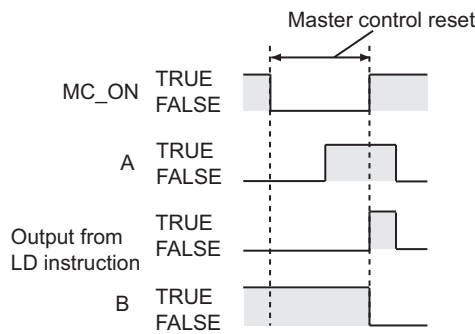 Master control reset
MC_ON
TRUE
FALSE
A
TRUE
FALSE
Output from
LD instruction
TRUE
FALSE
B
TRUE
FALSE